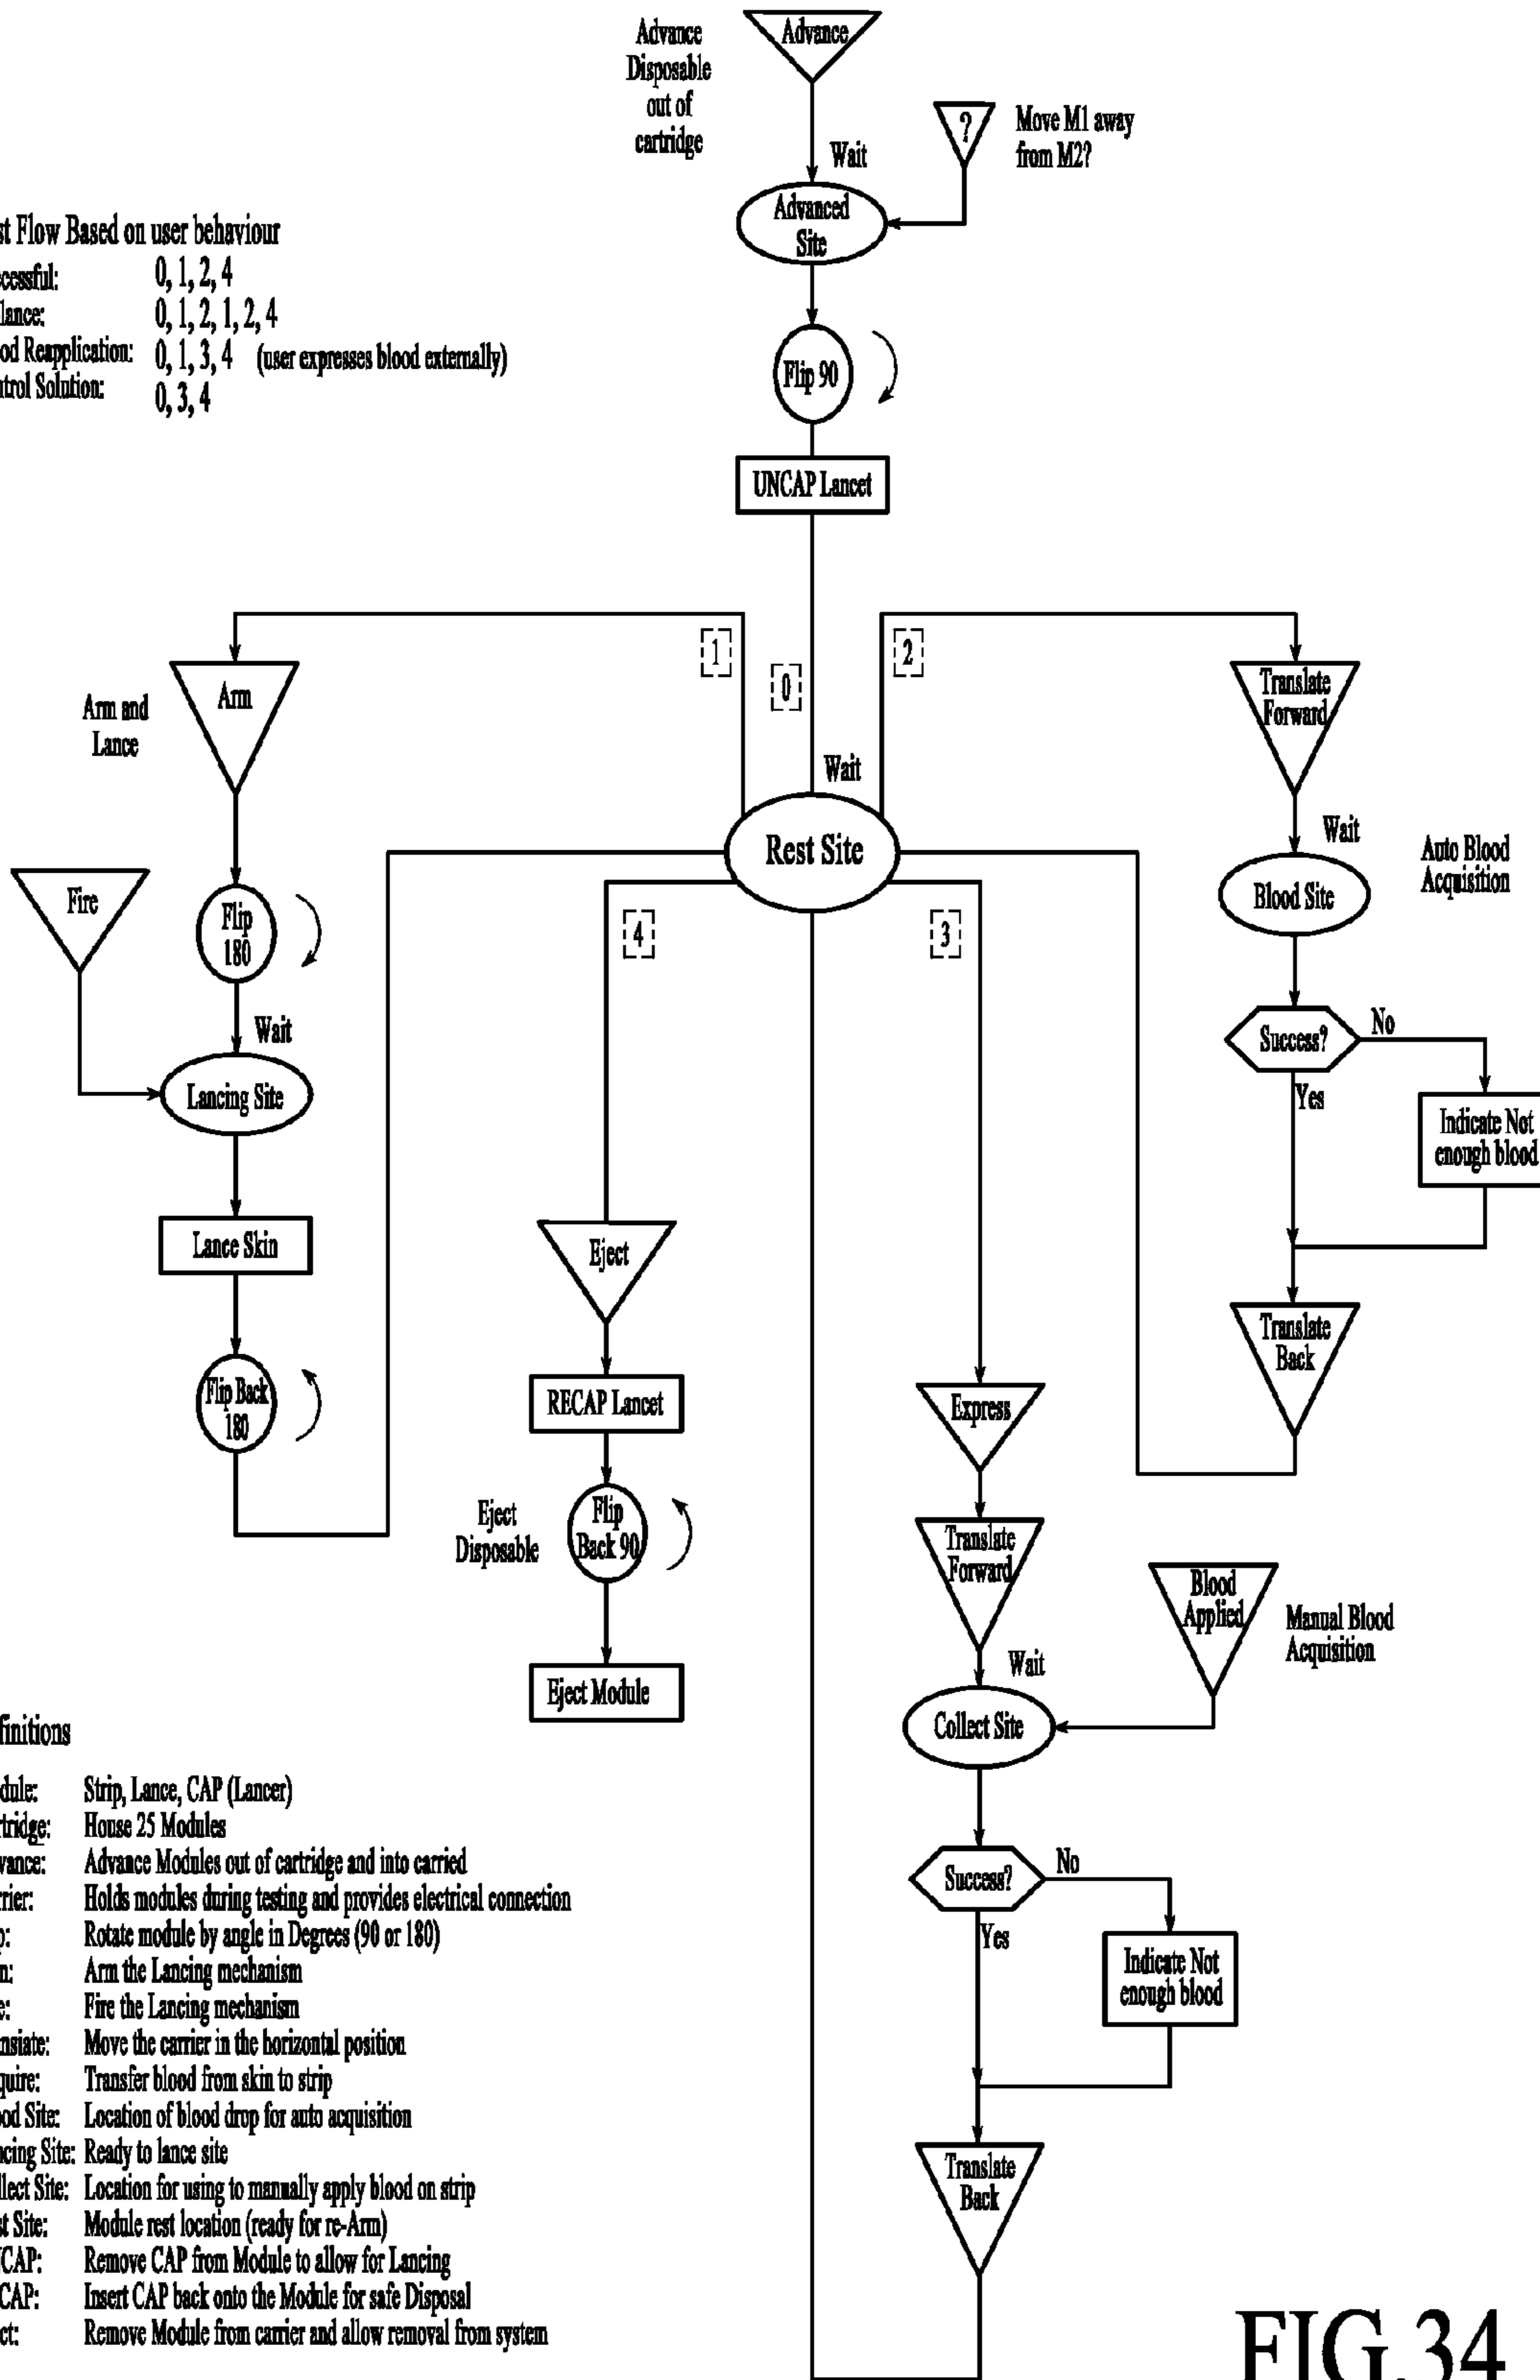 Advance
Disposable
out of
cartridge
Advance
Wait
?
Move M1 away
from M2?
Advanced
Site
st Flow Based on user behaviour
cessful: 0, 1, 2, 4
lance: 0, 1, 2, 1, 2, 4
od Reapplication: 0, 1, 3, 4 (user expresses blood externally)
ntrol Solution: 0, 3, 4
Flip 90
UNCAP Lancet
1
0
2
Wait
Rest Site
4
3
Arm and
Lance
Arm
Fire
Flip
180
Wait
Lancing Site
Lance Skin
Flip Back
180
Translate
Forward
Wait
Blood Site
Auto Blood
Acquisition
Success?
No
Yes
Indicate Not
enough blood
Translate
Back
Eject
RECAP Lancet
Eject
Disposable
Flip
Back 90
Eject Module
Express
Translate
Forward
Wait
Blood
Applied
Manual Blood
Acquisition
Collect Site
Success?
No
Yes
Indicate Not
enough blood
Translate
Back
finitions
dule: Strip, Lance, CAP (Lancer)
rtridge: House 25 Modules
vance: Advance Modules out of cartridge and into carried
rrier: Holds modules during testing and provides electrical connection
p: Rotate module by angle in Degrees (90 or 180)
m: Arm the Lancing mechanism
e: Fire the Lancing mechanism
nsiate: Move the carrier in the horizontal position
quire: Transfer blood from skin to strip
od Site: Location of blood drop for auto acquisition
ncing Site: Ready to lance site
llect Site: Location for using to manually apply blood on strip
st Site: Module rest location (ready for re-Arm)
CAP: Remove CAP from Module to allow for Lancing
CAP: Insert CAP back onto the Module for safe Disposal
ct: Remove Module from carrier and allow removal from system
FIG.34